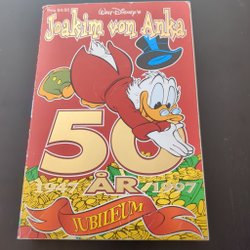 WALT DISNEY'S
Joakim von Anka
50
1947 ÅR 1997
JUBILEUM